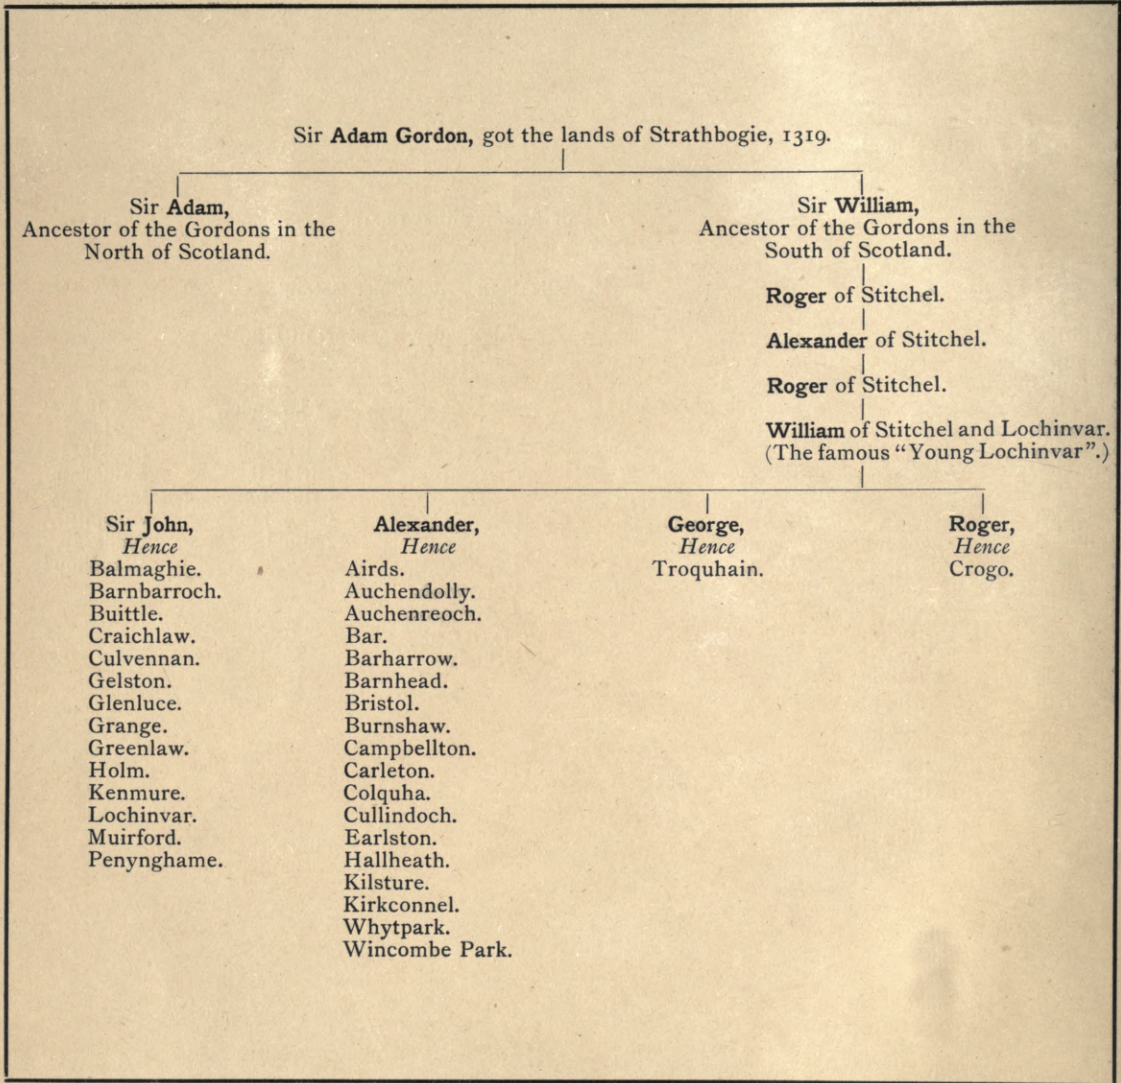 Sir Adam Gordon, got the lands of Strathbogie, 1319.
Sir Adam,
Ancestor of the Gordons in the
North of Scotland.
Sir William,
Ancestor of the Gordons in the
South of Scotland.
Roger of Stitchel.
Alexander of Stitchel.
Roger of Stitchel.
William of Stitchel and Lochinvar.
(The famous “Young Lochinvar”.)
Sir John,
Hence
Balmaghie.
Barnbarroch.
Buittle.
Craichlaw.
Culvennan.
Gelston.
Glenluce.
Grange.
Greenlaw.
Holm.
Kenmure.
Lochinvar.
Muirford.
Penynghame.
Alexander,
Hence
Airds.
Auchendolly.
Auchenreoch.
Bar.
Barharrow.
Barnhead.
Bristol.
Burnshaw.
Campbellton.
Carleton.
Colquha.
Cullindoch.
Earlston.
Hallheath.
Kilsture.
Kirkconnel.
Whytpark.
Wincombe Park.
George,
Hence
Troquhain.
Roger,
Hence
Crogo.